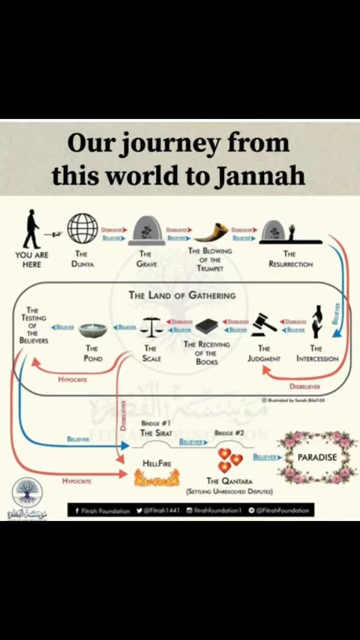 Our journey from
this world to Jannah
YOU ARE
HERE
THE
DUNYA
DISBELIEVER
BELIEVER
THE
GRAVE
DISBELIEVER
BELIEVER
THE BLOWING
OF THE
TRUMPET
DISBELIEVER
BELIEVER
THE
RESURRECTION
THE LAND OF GATHERING
THE
TESTING
OF THE
BELIEVERS
BELIEVER
THE
POND
BELIEVER
THE
SCALE
DISBELIEVER
BELIEVER
THE
RECEIVING
OF THE
BOOKS
DISBELIEVER
BELIEVER
THE
JUDGMENT
THE
INTERCESSION
BELIEVER
HYPOCRITE
DISBELIEVER
DISBELIEVER
BRIDGE #1
THE SIRAT
BELIEVER
BRIDGE #2
BELIEVER
HELLFIRE
HYPOCRITE
THE QANTARA
(SETTLING UNRESOLVED DISPUTES)
BELIEVER
PARADISE
Fitrah Foundation
@Fitrah1441
fitrahfoundation1
@FitrahFoundation